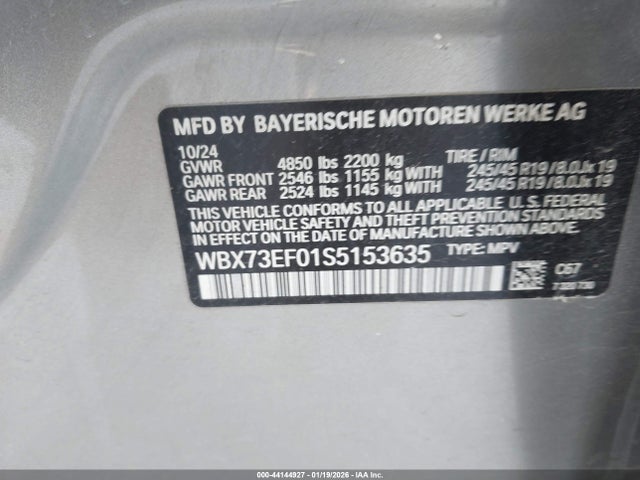 MFD BY BAYERISCHE MOTOREN WERKE AG
10/24
GVWR 4850 lbs 2200 kg TIRE / RIM
GAWR FRONT 2546 lbs 1155 kg WITH 245/45 R19/8.0Jx19
GAWR REAR 2524 lbs 1145 kg WITH 245/45 R19/8.0Jx19
THIS VEHICLE CONFORMS TO ALL APPLICABLE U.S. FEDERAL
MOTOR VEHICLE SAFETY AND THEFT PREVENTION STANDARDS
IN EFFECT ON THE DATE OF MANUFACTURE SHOWN ABOVE.
WBX73EF01S5153635 TYPE: MPV
C67
000-44144927 - 01/19/2026 - IAA Inc.